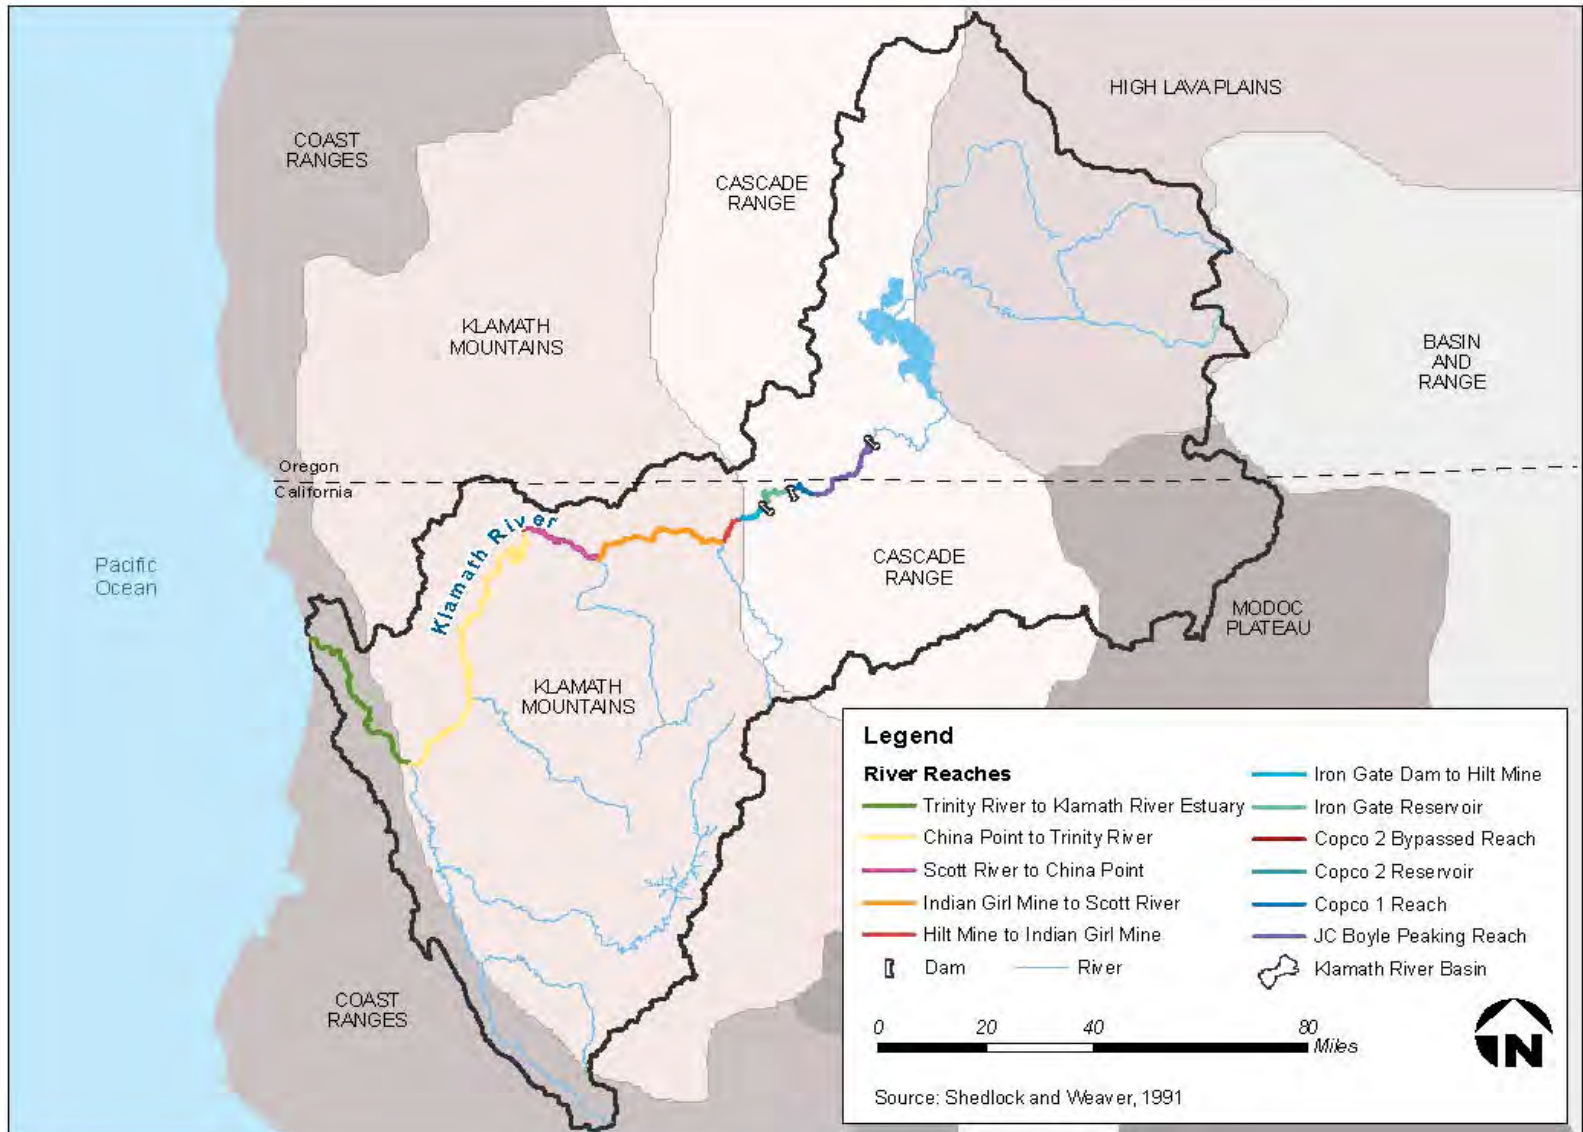 HIGH LAVA PLAINS
COAST
RANGES
CASCADE
RANGE
KLAMATH
MOUNTAINS
BASIN
AND
RANGE
Oregon
California
Klamath River
Pacific
Ocean
CASCADE
RANGE
MODOC
PLATEAU
KLAMATH
MOUNTAINS
COAST
RANGES
Legend
River Reaches
Trinity River to Klamath River Estuary
China Point to Trinity River
Scott River to China Point
Indian Girl Mine to Scott River
Hilt Mine to Indian Girl Mine
Dam
River
Iron Gate Dam to Hilt Mine
Iron Gate Reservoir
Copco 2 Bypassed Reach
Copco 2 Reservoir
Copco 1 Reach
JC Boyle Peaking Reach
Klamath River Basin
0 20 40 80
Miles
N
Source: Shedlock and Weaver, 1991